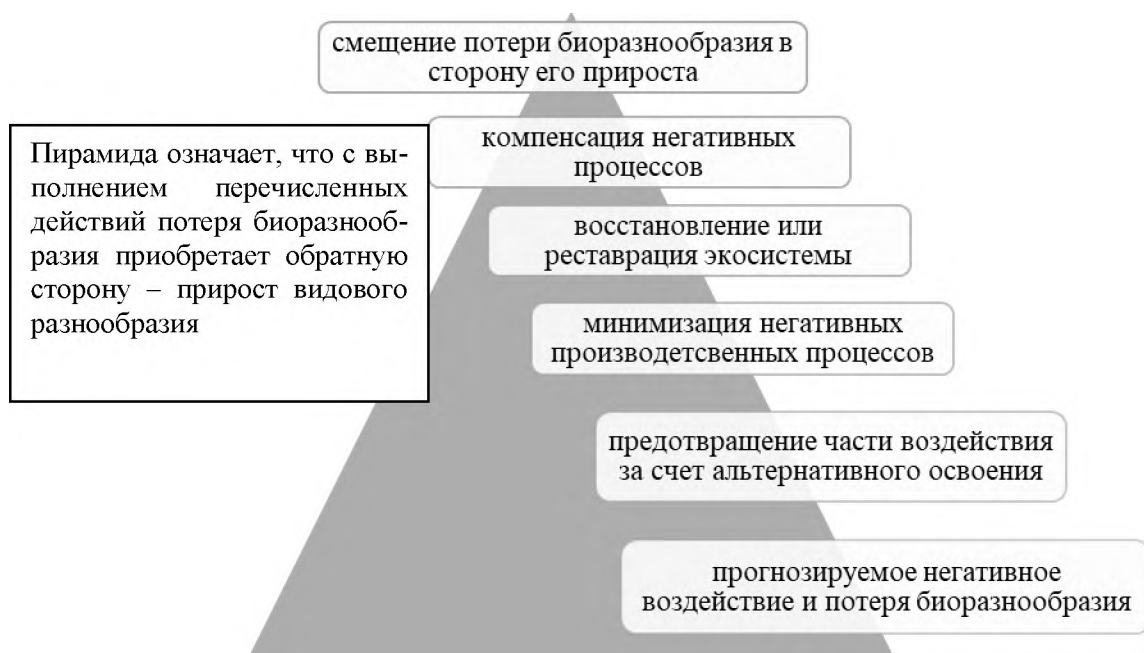 смещение потери биоразнообразия в
сторону его прироста
компенсация негативных
процессов
Пирамида означает, что с вы-
полнением перечисленных
действий потеря биоразнооб-
разия приобретает обратную
сторону – прирост видового
разнообразия
восстановление или
реставрация экосистемы
минимизация негативных
производетсвенных процессов
предотвращение части воздействия
за счет альтернативного освоения
прогнозируемое негативное
воздействие и потеря биоразнообразия